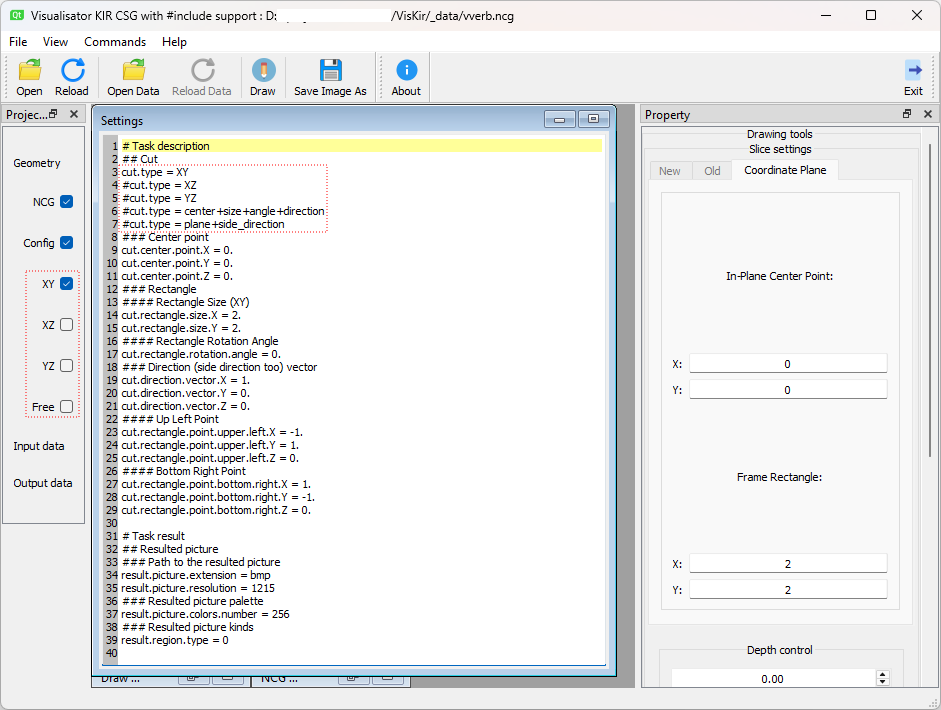 Visualisator KIR CSG with #include support : D: /VisKir/_data/vverb.ncg
File View Commands Help
Open Reload Open Data Reload Data Draw Save Image As About Exit
Projec...
Geometry
NCG
Config
XY
XZ
YZ
Free
Input data
Output data
Settings
1 # Task description
2 ## Cut
3 cut.type = XY
4 #cut.type = XZ
5 #cut.type = YZ
6 #cut.type = center+size+angle+direction
7 #cut.type = plane+side_direction
8 ### Center point
9 cut.center.point.X = 0.
10 cut.center.point.Y = 0.
11 cut.center.point.Z = 0.
12 ### Rectangle
13 #### Rectangle Size (XY)
14 cut.rectangle.size.X = 2.
15 cut.rectangle.size.Y = 2.
16 #### Rectangle Rotation Angle
17 cut.rectangle.rotation.angle = 0.
18 ### Direction (side direction too) vector
19 cut.direction.vector.X = 1.
20 cut.direction.vector.Y = 0.
21 cut.direction.vector.Z = 0.
22 #### Up Left Point
23 cut.rectangle.point.upper.left.X = -1.
24 cut.rectangle.point.upper.left.Y = 1.
25 cut.rectangle.point.upper.left.Z = 0.
26 #### Bottom Right Point
27 cut.rectangle.point.bottom.right.X = 1.
28 cut.rectangle.point.bottom.right.Y = -1.
29 cut.rectangle.point.bottom.right.Z = 0.
30
31 # Task result
32 ## Resulted picture
33 ### Path to the resulted picture
34 result.picture.extension = bmp
35 result.picture.resolution = 1215
36 ### Resulted picture palette
37 result.picture.colors.number = 256
38 ### Resulted picture kinds
39 result.region.type = 0
40
Draw ...
NCG ...
Property
Drawing tools
Slice settings
New Old Coordinate Plane
In-Plane Center Point:
X: 0
Y: 0
Frame Rectangle:
X: 2
Y: 2
Depth control
0.00